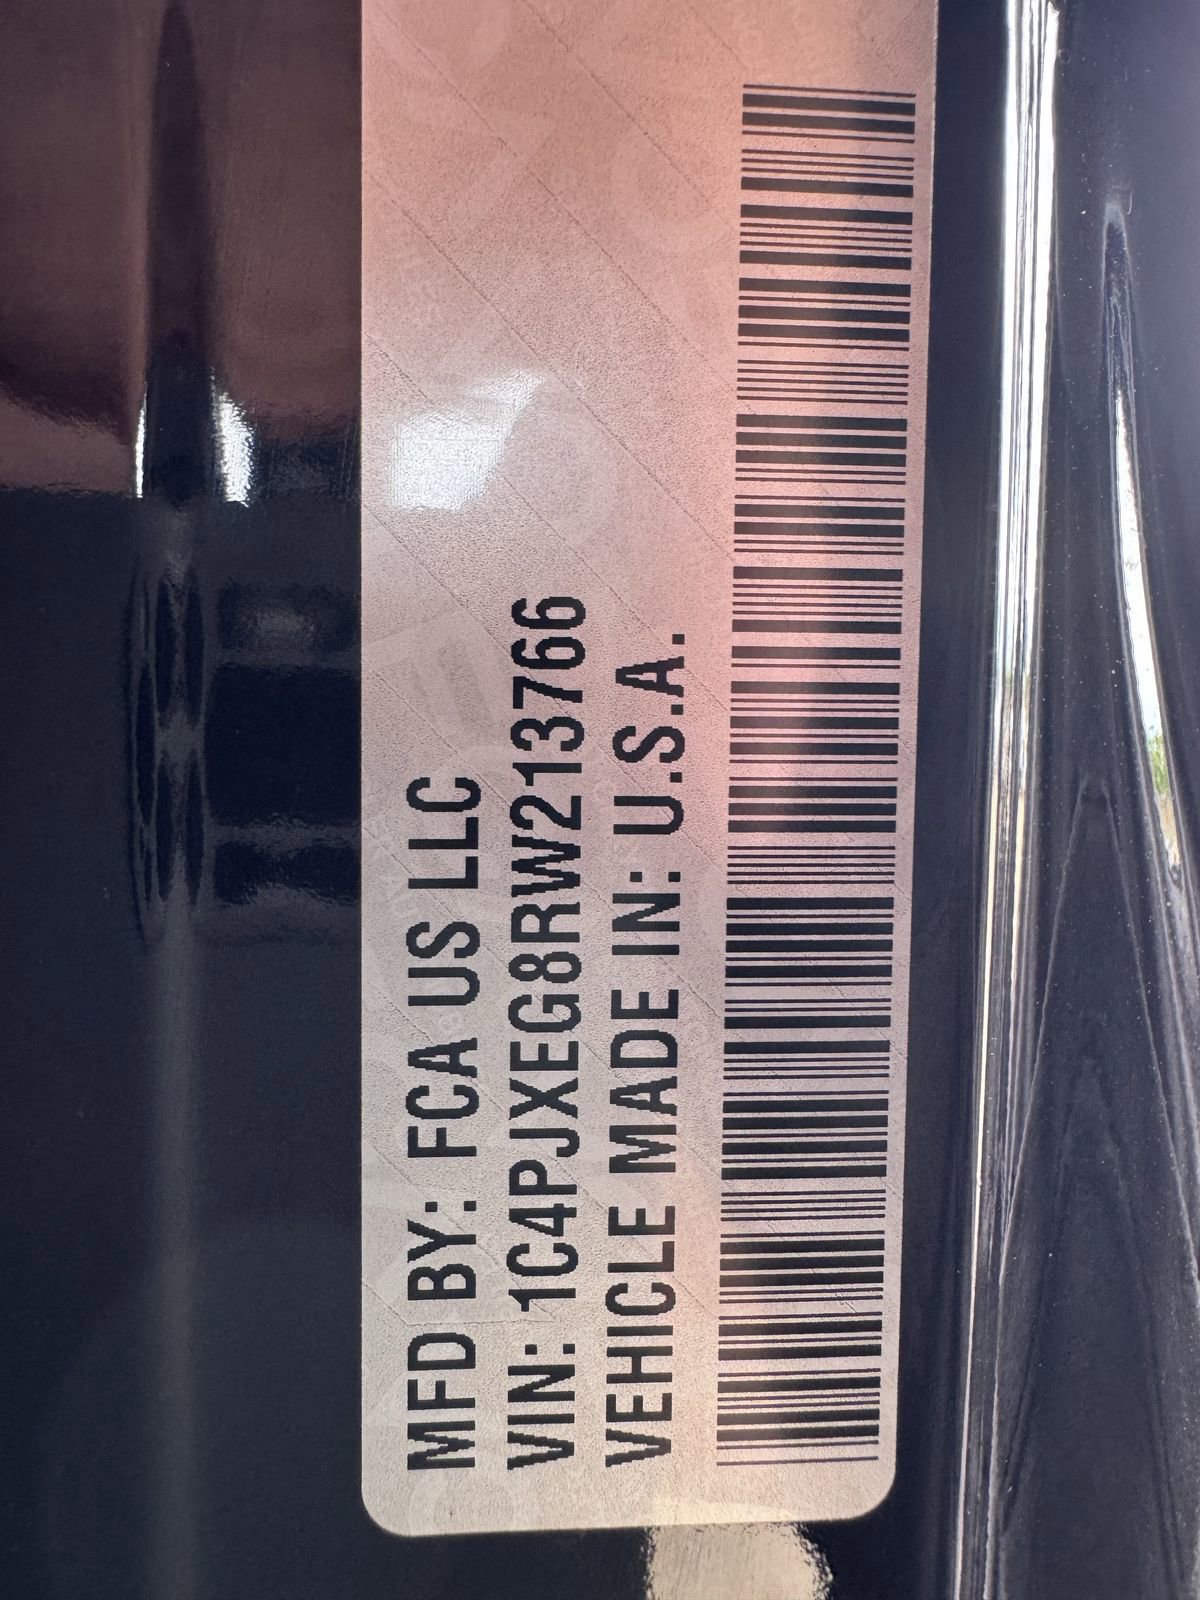 MFD BY: FCA US LLC
VIN: 1C4PJXEG8RW213766
VEHICLE MADE IN: U.S.A.